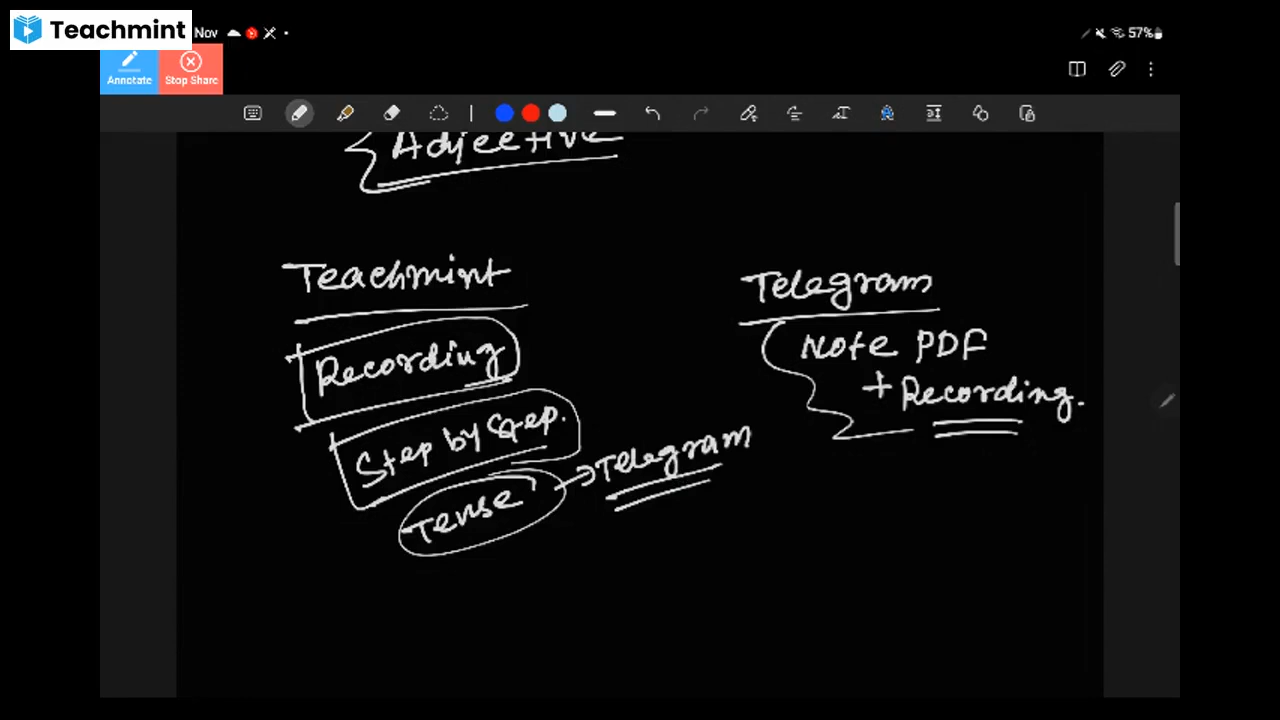 Teachmint
Nov
57%
Annotate
Stop Share
Adjective
Teachmint
Recording
Step by Step.
Tense → Telegram
Telegram
Note PDF
+ Recording.